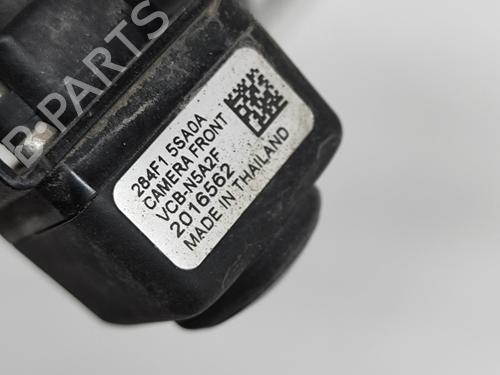 B-PARTS
284F1 5SA0A
CAMERA FRONT
VCB-N5A2F
2016562
MADE IN THAILAND